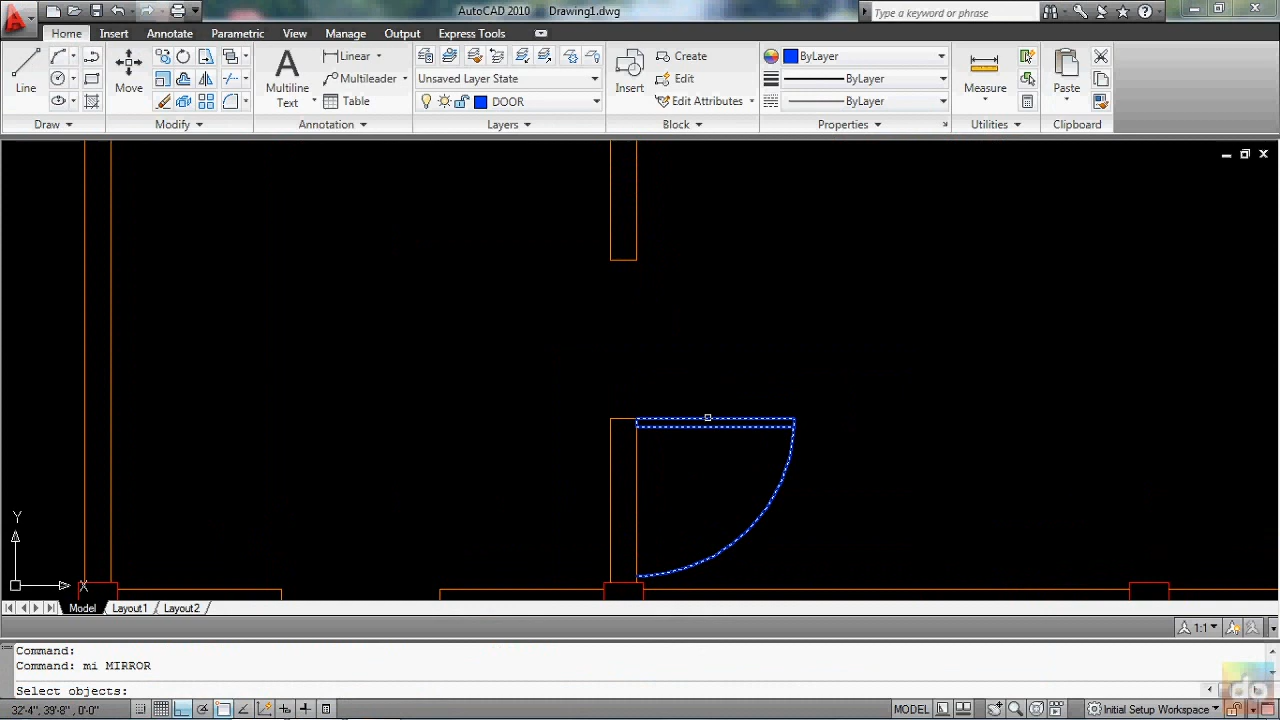 AutoCAD 2010 Drawing1.dwg
Type a keyword or phrase
Home Insert Annotate Parametric View Manage Output Express Tools
Line
Move
Multiline Text
Linear
Multileader
Table
Unsaved Layer State
DOOR
Insert
Create
Edit
Edit Attributes
ByLayer
ByLayer
ByLayer
Measure
Paste
Draw Modify Annotation Layers Block Properties Utilities Clipboard
Y
X
Model Layout1 Layout2
1:1
Command:
Command: mi MIRROR
Select objects:
32'-4", 39'-8", 0'-0"
MODEL
Initial Setup Workspace